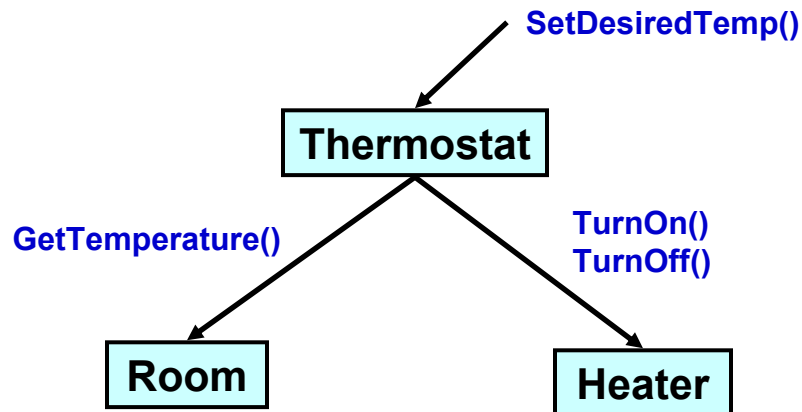 SetDesiredTemp()
Thermostat
GetTemperature()
TurnOn()
TurnOff()
Room
Heater